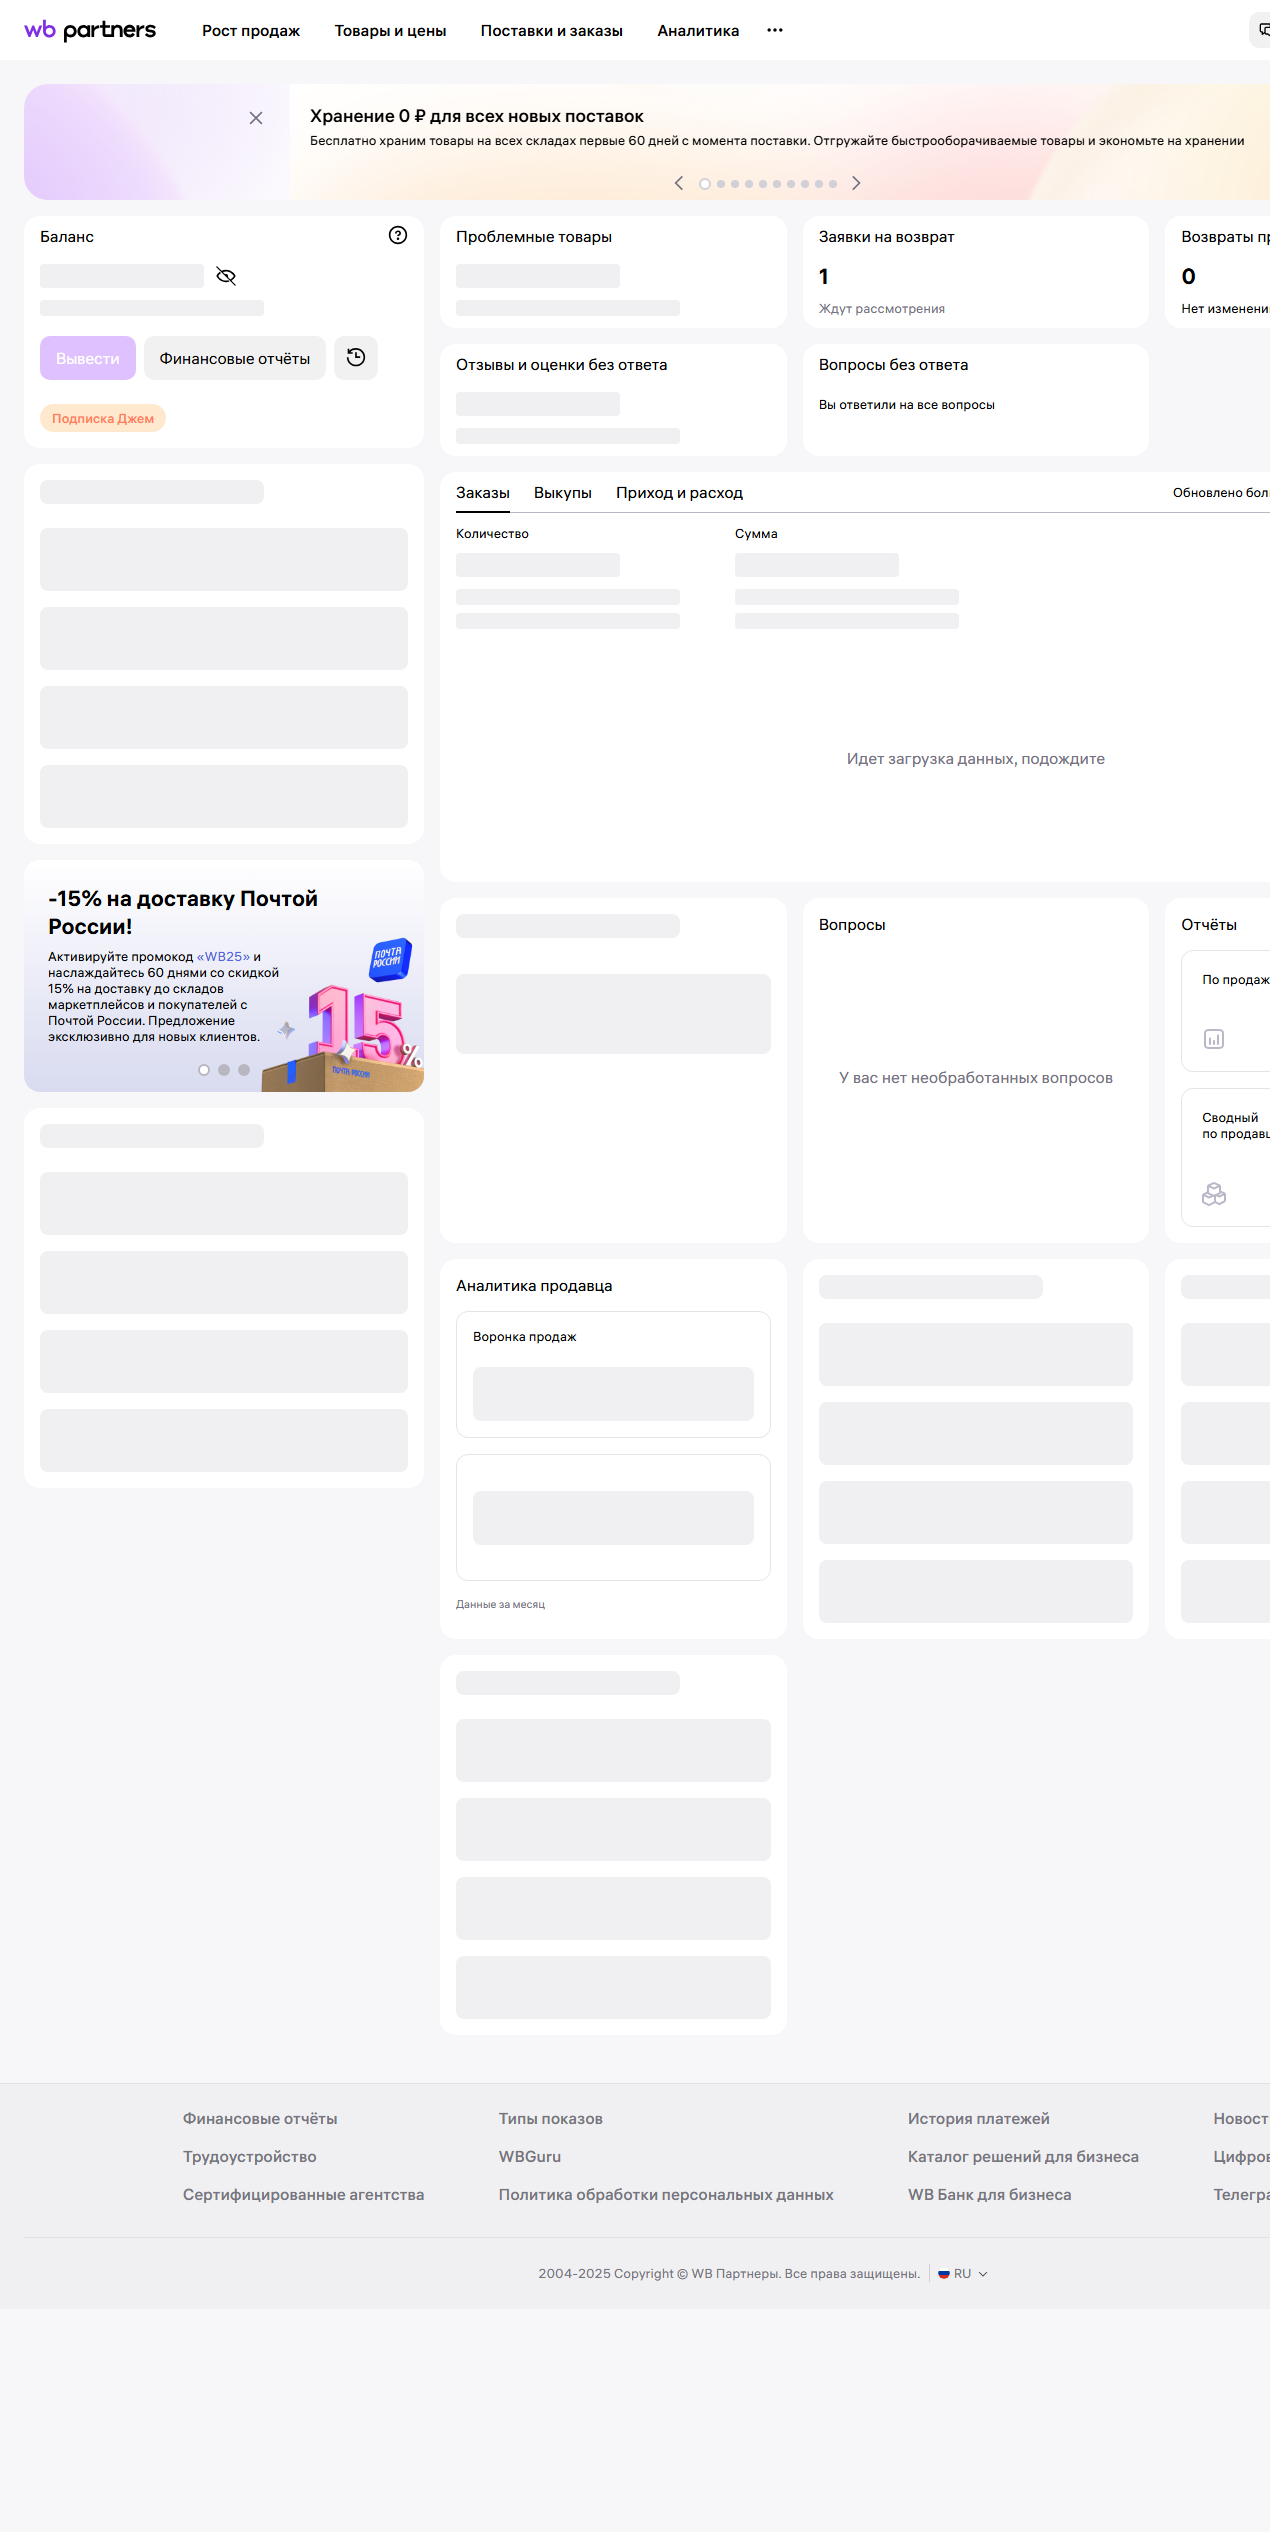 wb partners
Рост продаж
Товары и цены
Поставки и заказы
Аналитика
Хранение 0 ₽ для всех новых поставок
Бесплатно храним товары на всех складах первые 60 дней с момента поставки. Отгружайте быстрооборачиваемые товары и экономьте на хранении
Баланс
Проблемные товары
Заявки на возврат
1
Ждут рассмотрения
Возвраты
0
Нет
Вывести
Финансовые отчёты
Подписка Джем
Отзывы и оценки без ответа
Вопросы без ответа
Вы ответили на все вопросы
Заказы
Выкупы
Приход и расход
Обновлено
Количество
Сумма
Идет загрузка данных, подождите
-15% на доставку Почтой
России!
Активируйте промокод «WB25» и
наслаждайтесь 60 днями со скидкой
15% на доставку до складов
маркетплейсов и покупателей с
Почтой России. Предложение
эксклюзивно для новых клиентов.
ПОЧТА
РОССИИ
15%
ПОЧТА РОССИИ
Вопросы
У вас нет необработанных вопросов
Отчёты
По
Сводный
по
Аналитика продавца
Воронка продаж
Данные за месяц
Финансовые отчёты
Типы показов
История платежей
Трудоустройство
WBGuru
Каталог решений для бизнеса
Сертифицированные агентства
Политика обработки персональных данных
WB Банк для бизнеса
2004-2025 Copyright © WB Партнеры. Все права защищены.
RU